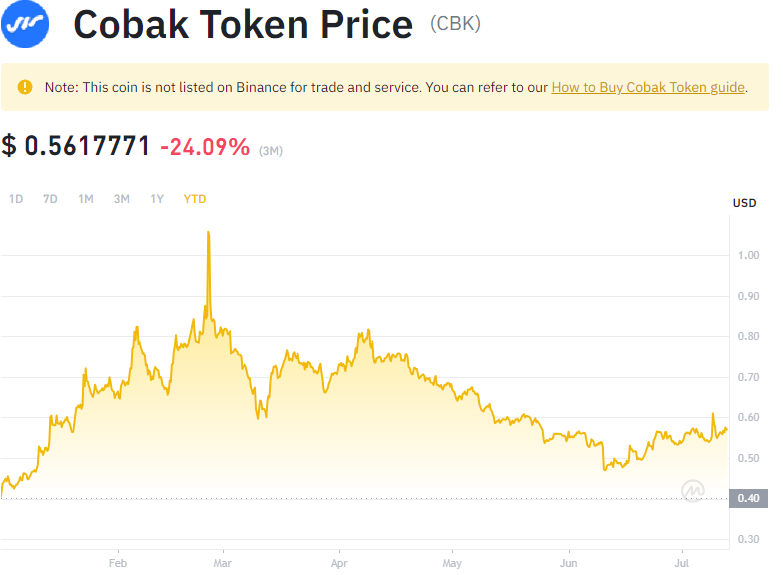 Cobak Token Price (CBK)
Note: This coin is not listed on Binance for trade and service. You can refer to our How to Buy Cobak Token guide.
$ 0.5617771 -24.09% (3M)
1D 7D 1M 3M 1Y YTD
USD
1.00
0.90
0.80
0.70
0.60
0.50
0.40
0.30
Feb Mar Apr May Jun Jul